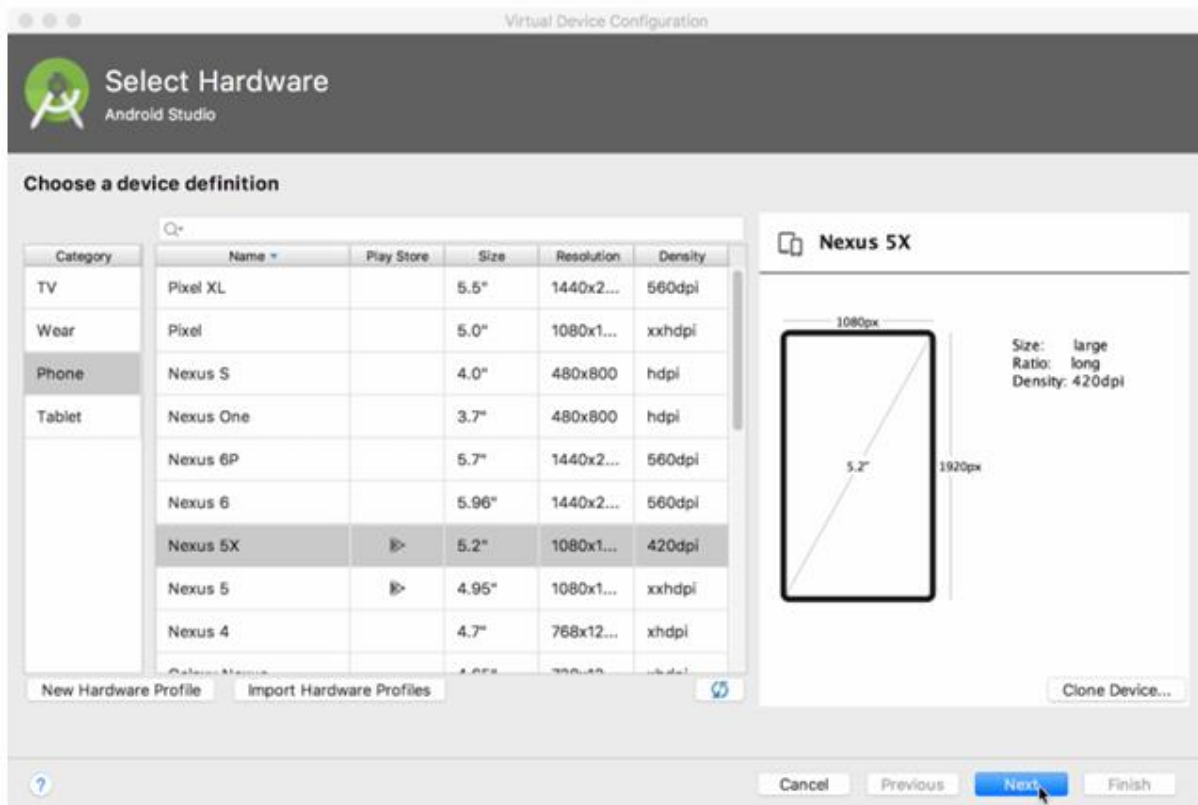 Virtual Device Configuration
Select Hardware
Android Studio
Choose a device definition
Category
TV
Wear
Phone
Tablet
Name Play Store Size Resolution Density
Pixel XL 5.5" 1440x2... 560dpi
Pixel 5.0" 1080x1... xxhdpi
Nexus S 4.0" 480x800 hdpi
Nexus One 3.7" 480x800 hdpi
Nexus 6P 5.7" 1440x2... 560dpi
Nexus 6 5.96" 1440x2... 560dpi
Nexus 5X 5.2" 1080x1... 420dpi
Nexus 5 4.95" 1080x1... xxhdpi
Nexus 4 4.7" 768x12... xhdpi
New Hardware Profile Import Hardware Profiles
Nexus 5X
1080px
Size: large
Ratio: long
Density: 420dpi
5.2" 1920px
Clone Device...
? Cancel Previous Next Finish